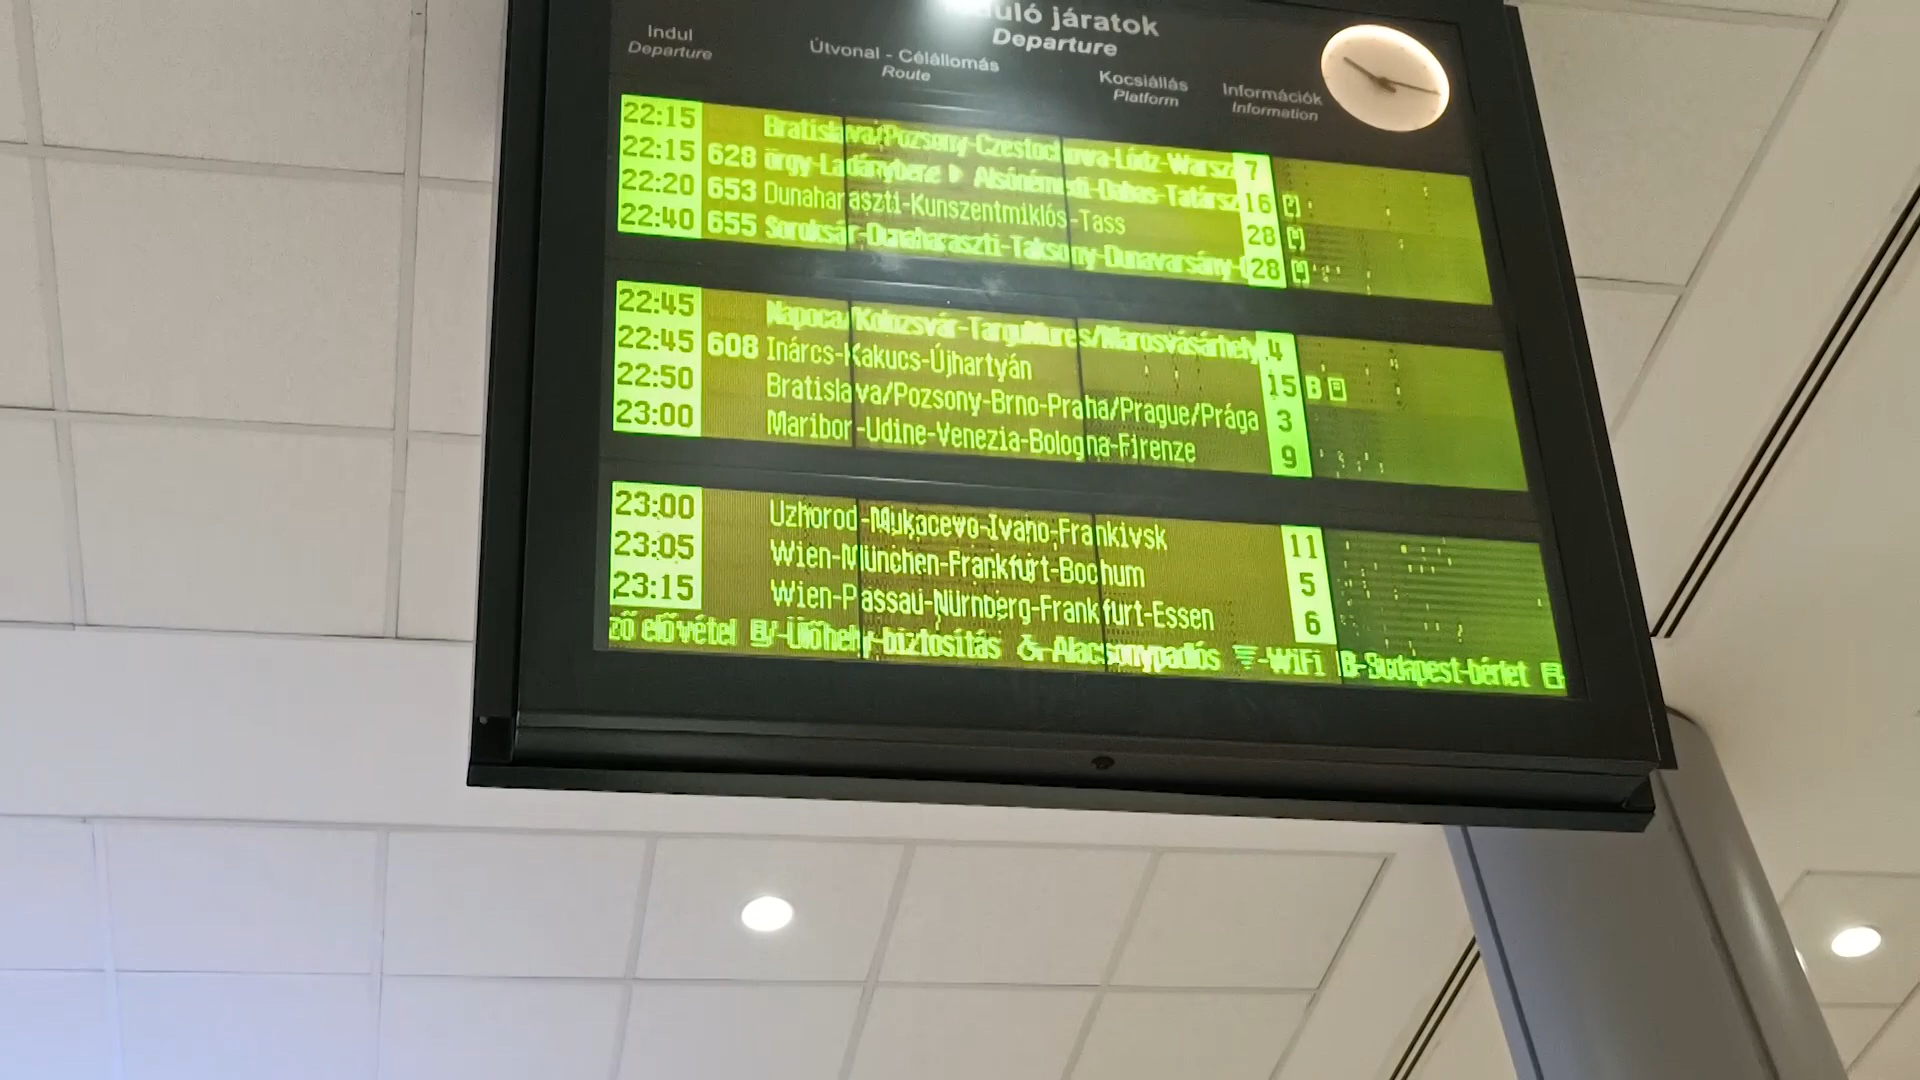 járatok
Departure
Indul
Departure
Útvonal - Célállomás
Route
Kocsiállás
Platform
Információk
Information
22:15 Bratislava/Pozsony-Czestochowa-Lódz-Warsz 7
22:15 628 örgy-Ladánybene Alsónémedi-Dabas-Tatársz 16
22:20 653 Dunaharaszti-Kunszentmiklós-Tass 28
22:40 655 Soroksár-Dunaharaszti-Taksony-Dunavarsány- 28
22:45 Napoca/Kolozsvár-TarguMures/Marosvásárhely 4
22:45 608 Inárcs-Kakucs-Újhartyán 15 B
22:50 Bratislava/Pozsony-Brno-Praha/Prague/Prága 3
23:00 Maribor-Udine-Venezia-Bologna-Firenze 9
23:00 Uzhorod-Mukacevo-Ivano-Frankivsk 11
23:05 Wien-München-Frankfurt-Bochum 5
23:15 Wien-Passau-Nürnberg-Frankfurt-Essen 6
ző elővétel -Ülőhely-biztosítás -Alacsonypadlós -WiFi B-Budapest-bérlet